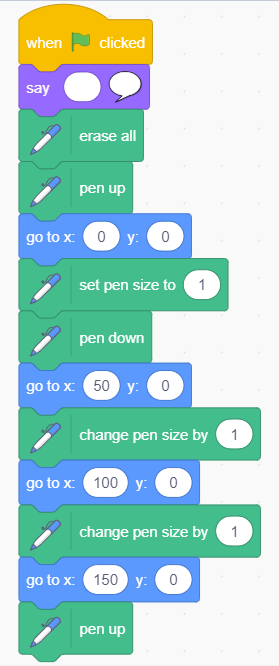 when clicked
say
erase all
pen up
go to x: 0 y: 0
set pen size to 1
pen down
go to x: 50 y: 0
change pen size by 1
go to x: 100 y: 0
change pen size by 1
go to x: 150 y: 0
pen up